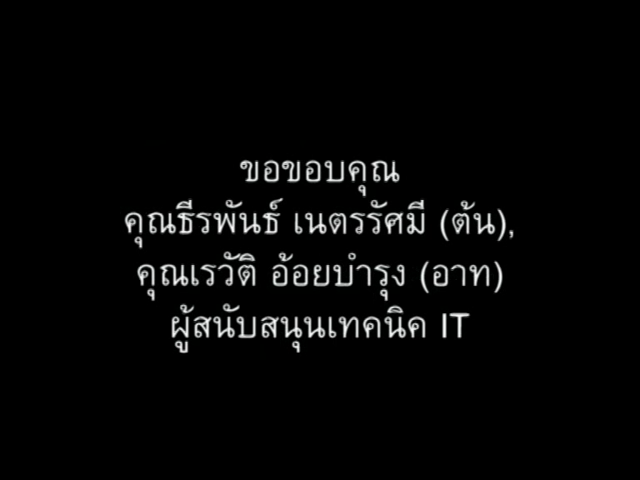 ขอขอบคุณ
คุณธีรพันธ์ เนตรรัศมี (ต้น),
คุณเรวัติ อ้อยบำรุง (อาท)
ผู้สนับสนุนเทคนิค IT